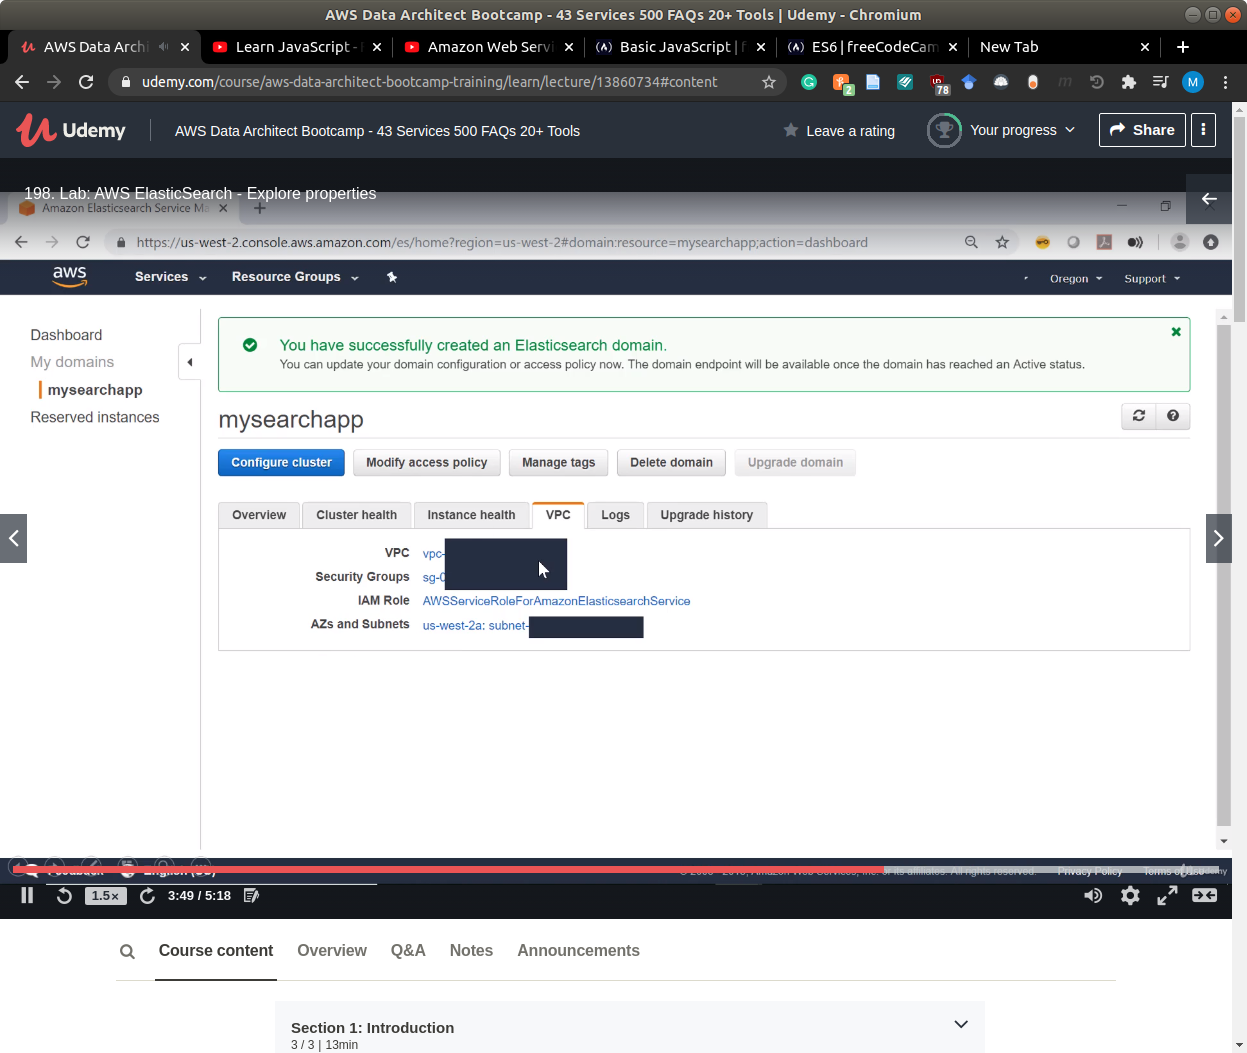 AWS Data Architect Bootcamp - 43 Services 500 FAQs 20+ Tools | Udemy - Chromium
AWS Data Archi
Learn JavaScript -
Amazon Web Servi
Basic JavaScript | f
ES6 | freeCodeCam
New Tab
udemy.com/course/aws-data-architect-bootcamp-training/learn/lecture/13860734#content
2
78
M
Udemy
AWS Data Architect Bootcamp - 43 Services 500 FAQs 20+ Tools
Leave a rating
Your progress
Share
198. Lab: AWS ElasticSearch - Explore properties
Amazon Elasticsearch Service Ma
https://us-west-2.console.aws.amazon.com/es/home?region=us-west-2#domain:resource=mysearchapp;action=dashboard
aws
Services
Resource Groups
Oregon
Support
Dashboard
My domains
mysearchapp
Reserved instances
You have successfully created an Elasticsearch domain.
You can update your domain configuration or access policy now. The domain endpoint will be available once the domain has reached an Active status.
mysearchapp
Configure cluster
Modify access policy
Manage tags
Delete domain
Upgrade domain
Overview
Cluster health
Instance health
VPC
Logs
Upgrade history
VPC vpc-
Security Groups sg-0
IAM Role AWSServiceRoleForAmazonElasticsearchService
AZs and Subnets us-west-2a: subnet-
Feedback
English (US)
Privacy Policy
1.5×
3:49 / 5:18
Course content
Overview
Q&A
Notes
Announcements
Section 1: Introduction
3 / 3 | 13min